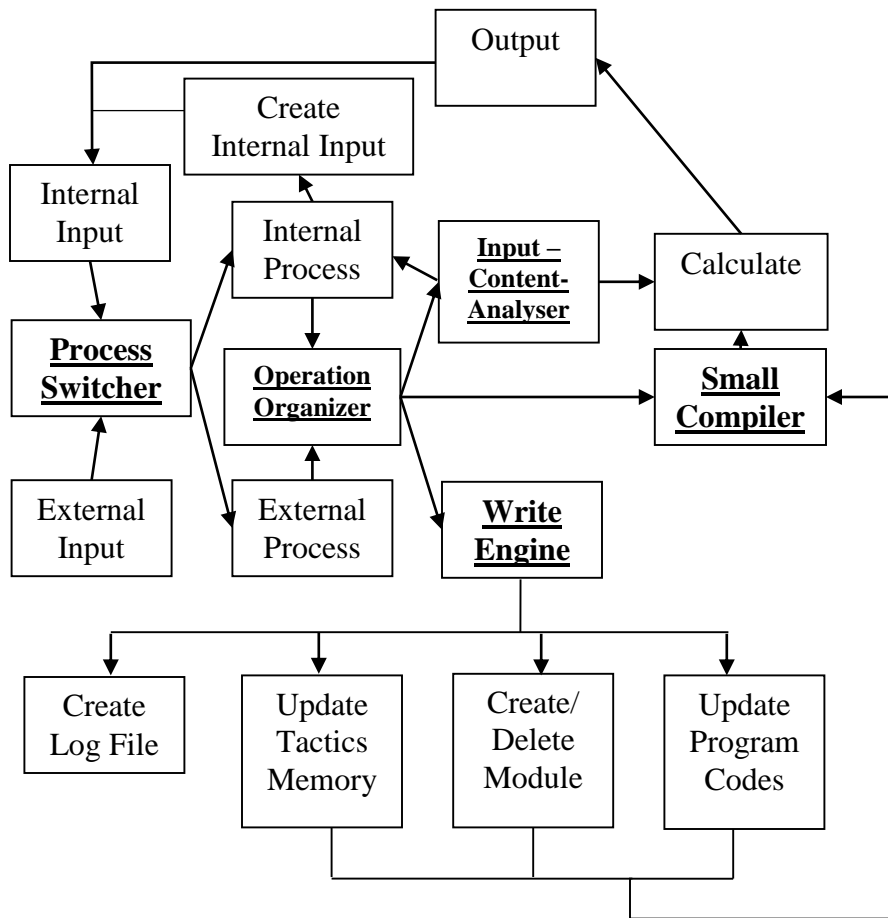 Output
Create
Internal Input
Internal
Input
Internal
Process
Input –
Content-
Analyser
Calculate
Process
Switcher
Operation
Organizer
Small
Compiler
External
Input
External
Process
Write
Engine
Create
Log File
Update
Tactics
Memory
Create/
Delete
Module
Update
Program
Codes